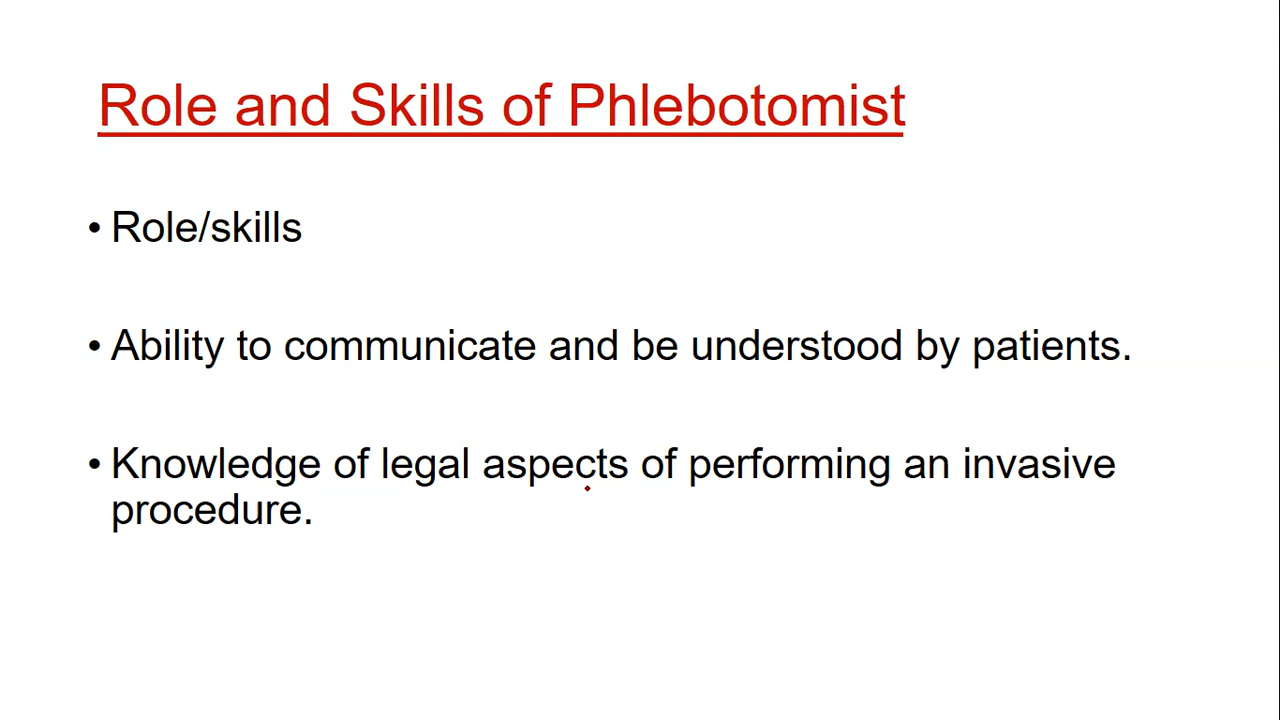 Role and Skills of Phlebotomist
• Role/skills
• Ability to communicate and be understood by patients.
• Knowledge of legal aspects of performing an invasive
procedure.